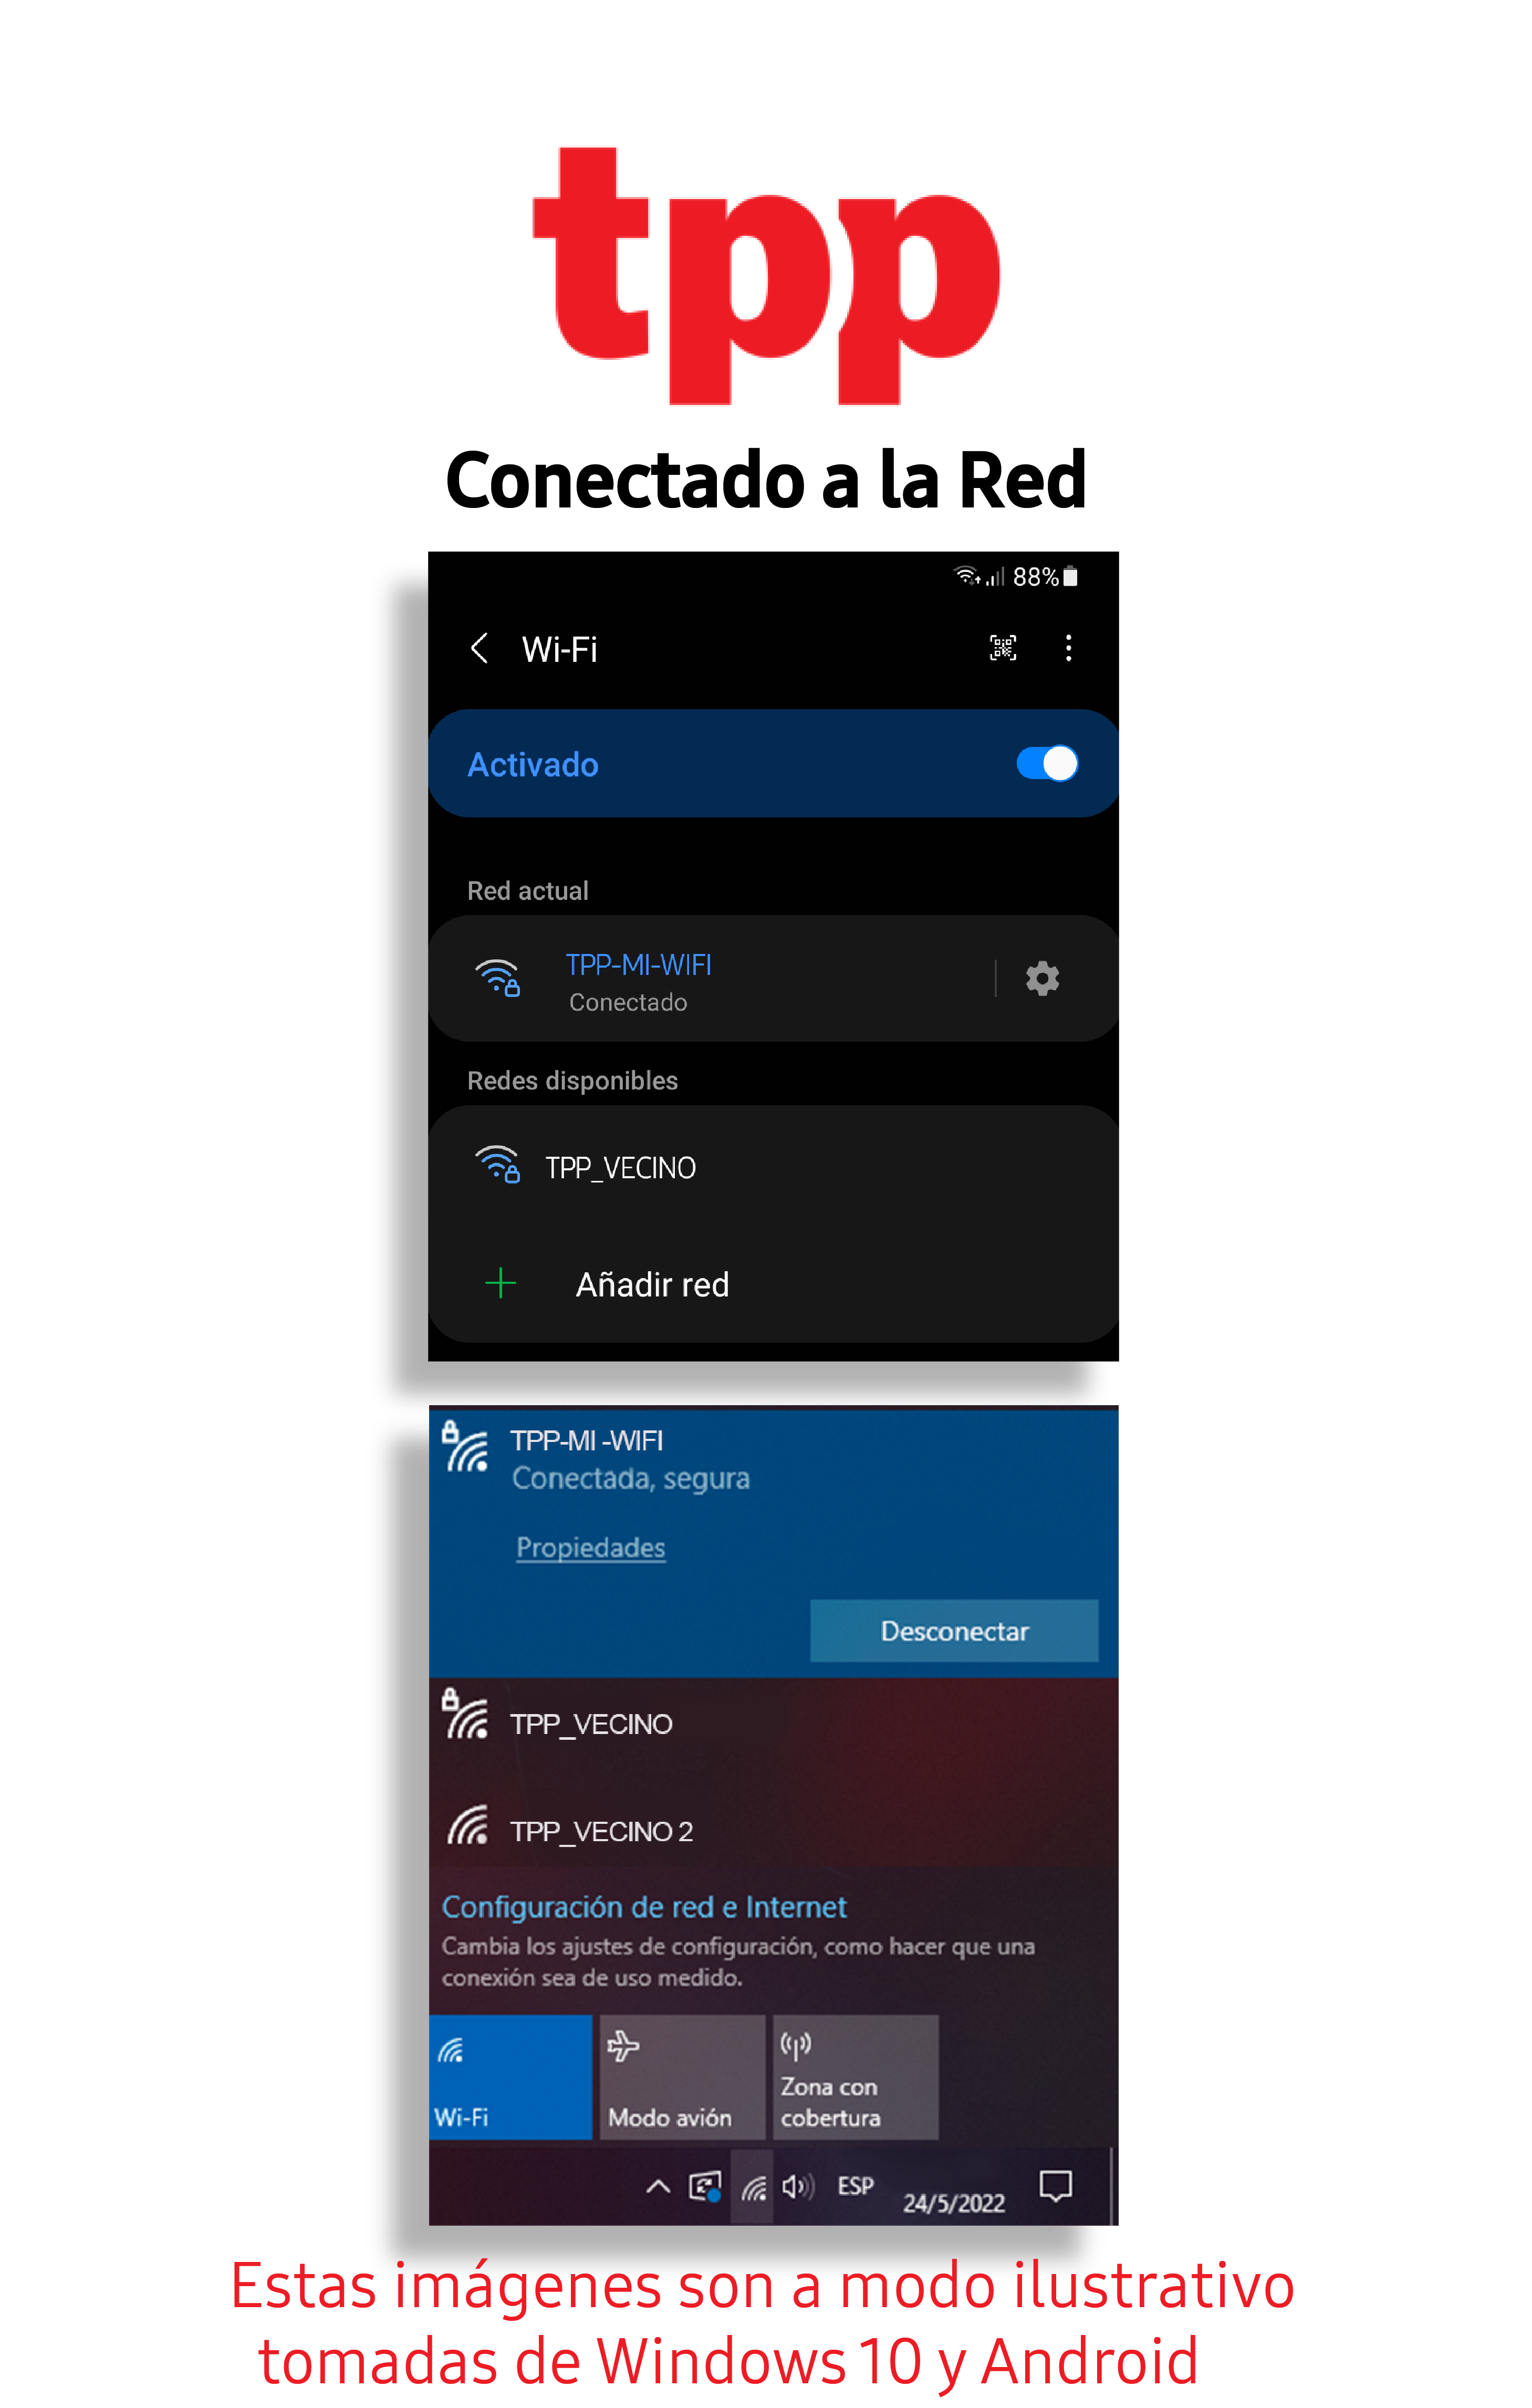 tpp
Conectado a la Red
88%
Wi-Fi
Activado
Red actual
TPP-MI-WIFI
Conectado
Redes disponibles
TPP_VECINO
Añadir red
TPP-MI -WIFI
Conectada, segura
Propiedades
Desconectar
TPP_VECINO
TPP_VECINO 2
Configuración de red e Internet
Cambia los ajustes de configuración, como hacer que una
conexión sea de uso medido.
Wi-Fi
Modo avión
Zona con
cobertura
ESP
24/5/2022
Estas imágenes son a modo ilustrativo
tomadas de Windows 10 y Android